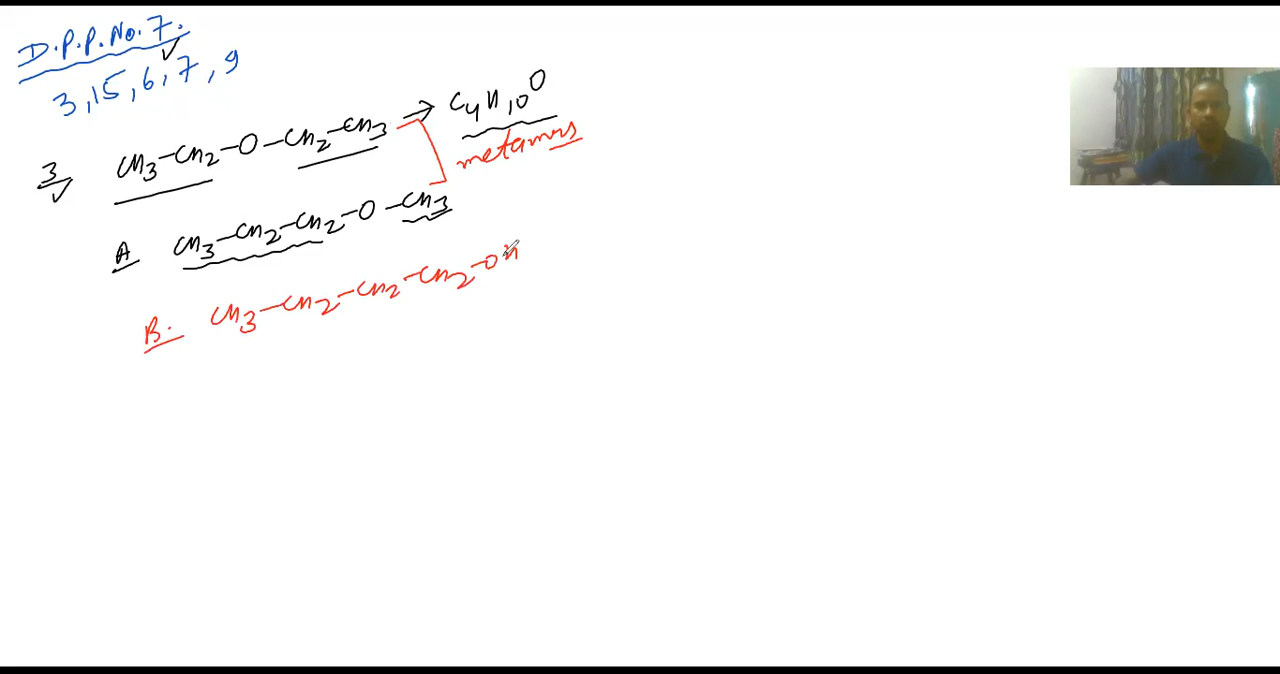 D.P.P.No.7.
3,15,6,7,9
3 CH3-CH2-O-CH2-CH3 → C4H10O
metamers
A CH3-CH2-CH2-O-CH3
B. CH3-CH2-CH2-CH2-OH